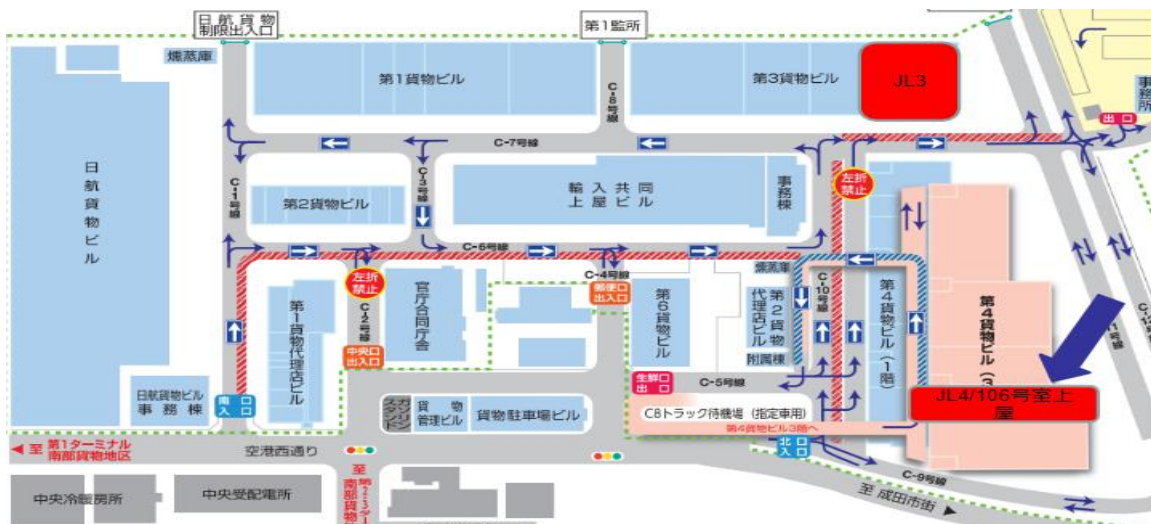 日航貨物
制限出入口
第1監所
燻蒸庫
第1貨物ビル
C-8号線
第3貨物ビル
JL3
事務所
出口
C-7号線
左折
禁止
日航貨物ビル
C-1号線
第2貨物ビル
C-3号線
輸入共同
上屋ビル
事務棟
C-6号線
左折
禁止
C-2号線
官庁合同庁舎
C-4号線
郵便口
出入口
第6貨物ビル
燻蒸庫
第2貨物
代理店ビル
附属棟
C-10号線
第4貨物ビル(1階)
第4貨物ビル(3
第1貨物代理店ビル
中央口
出入口
生鮮口
出口
C-5号線
日航貨物ビル
事務棟
南口
入口
ガソリン
スタンド
貨物
管理ビル
貨物駐車場ビル
C8トラック待機場(指定車用)
第4貨物ビル3階へ
JL4/106号室上
屋
北口
入口
至 第1ターミナル
南部貨物地区
空港西通り
至
南部貨物
C-9号線
至 成田市街
中央冷暖房所
中央受配電所